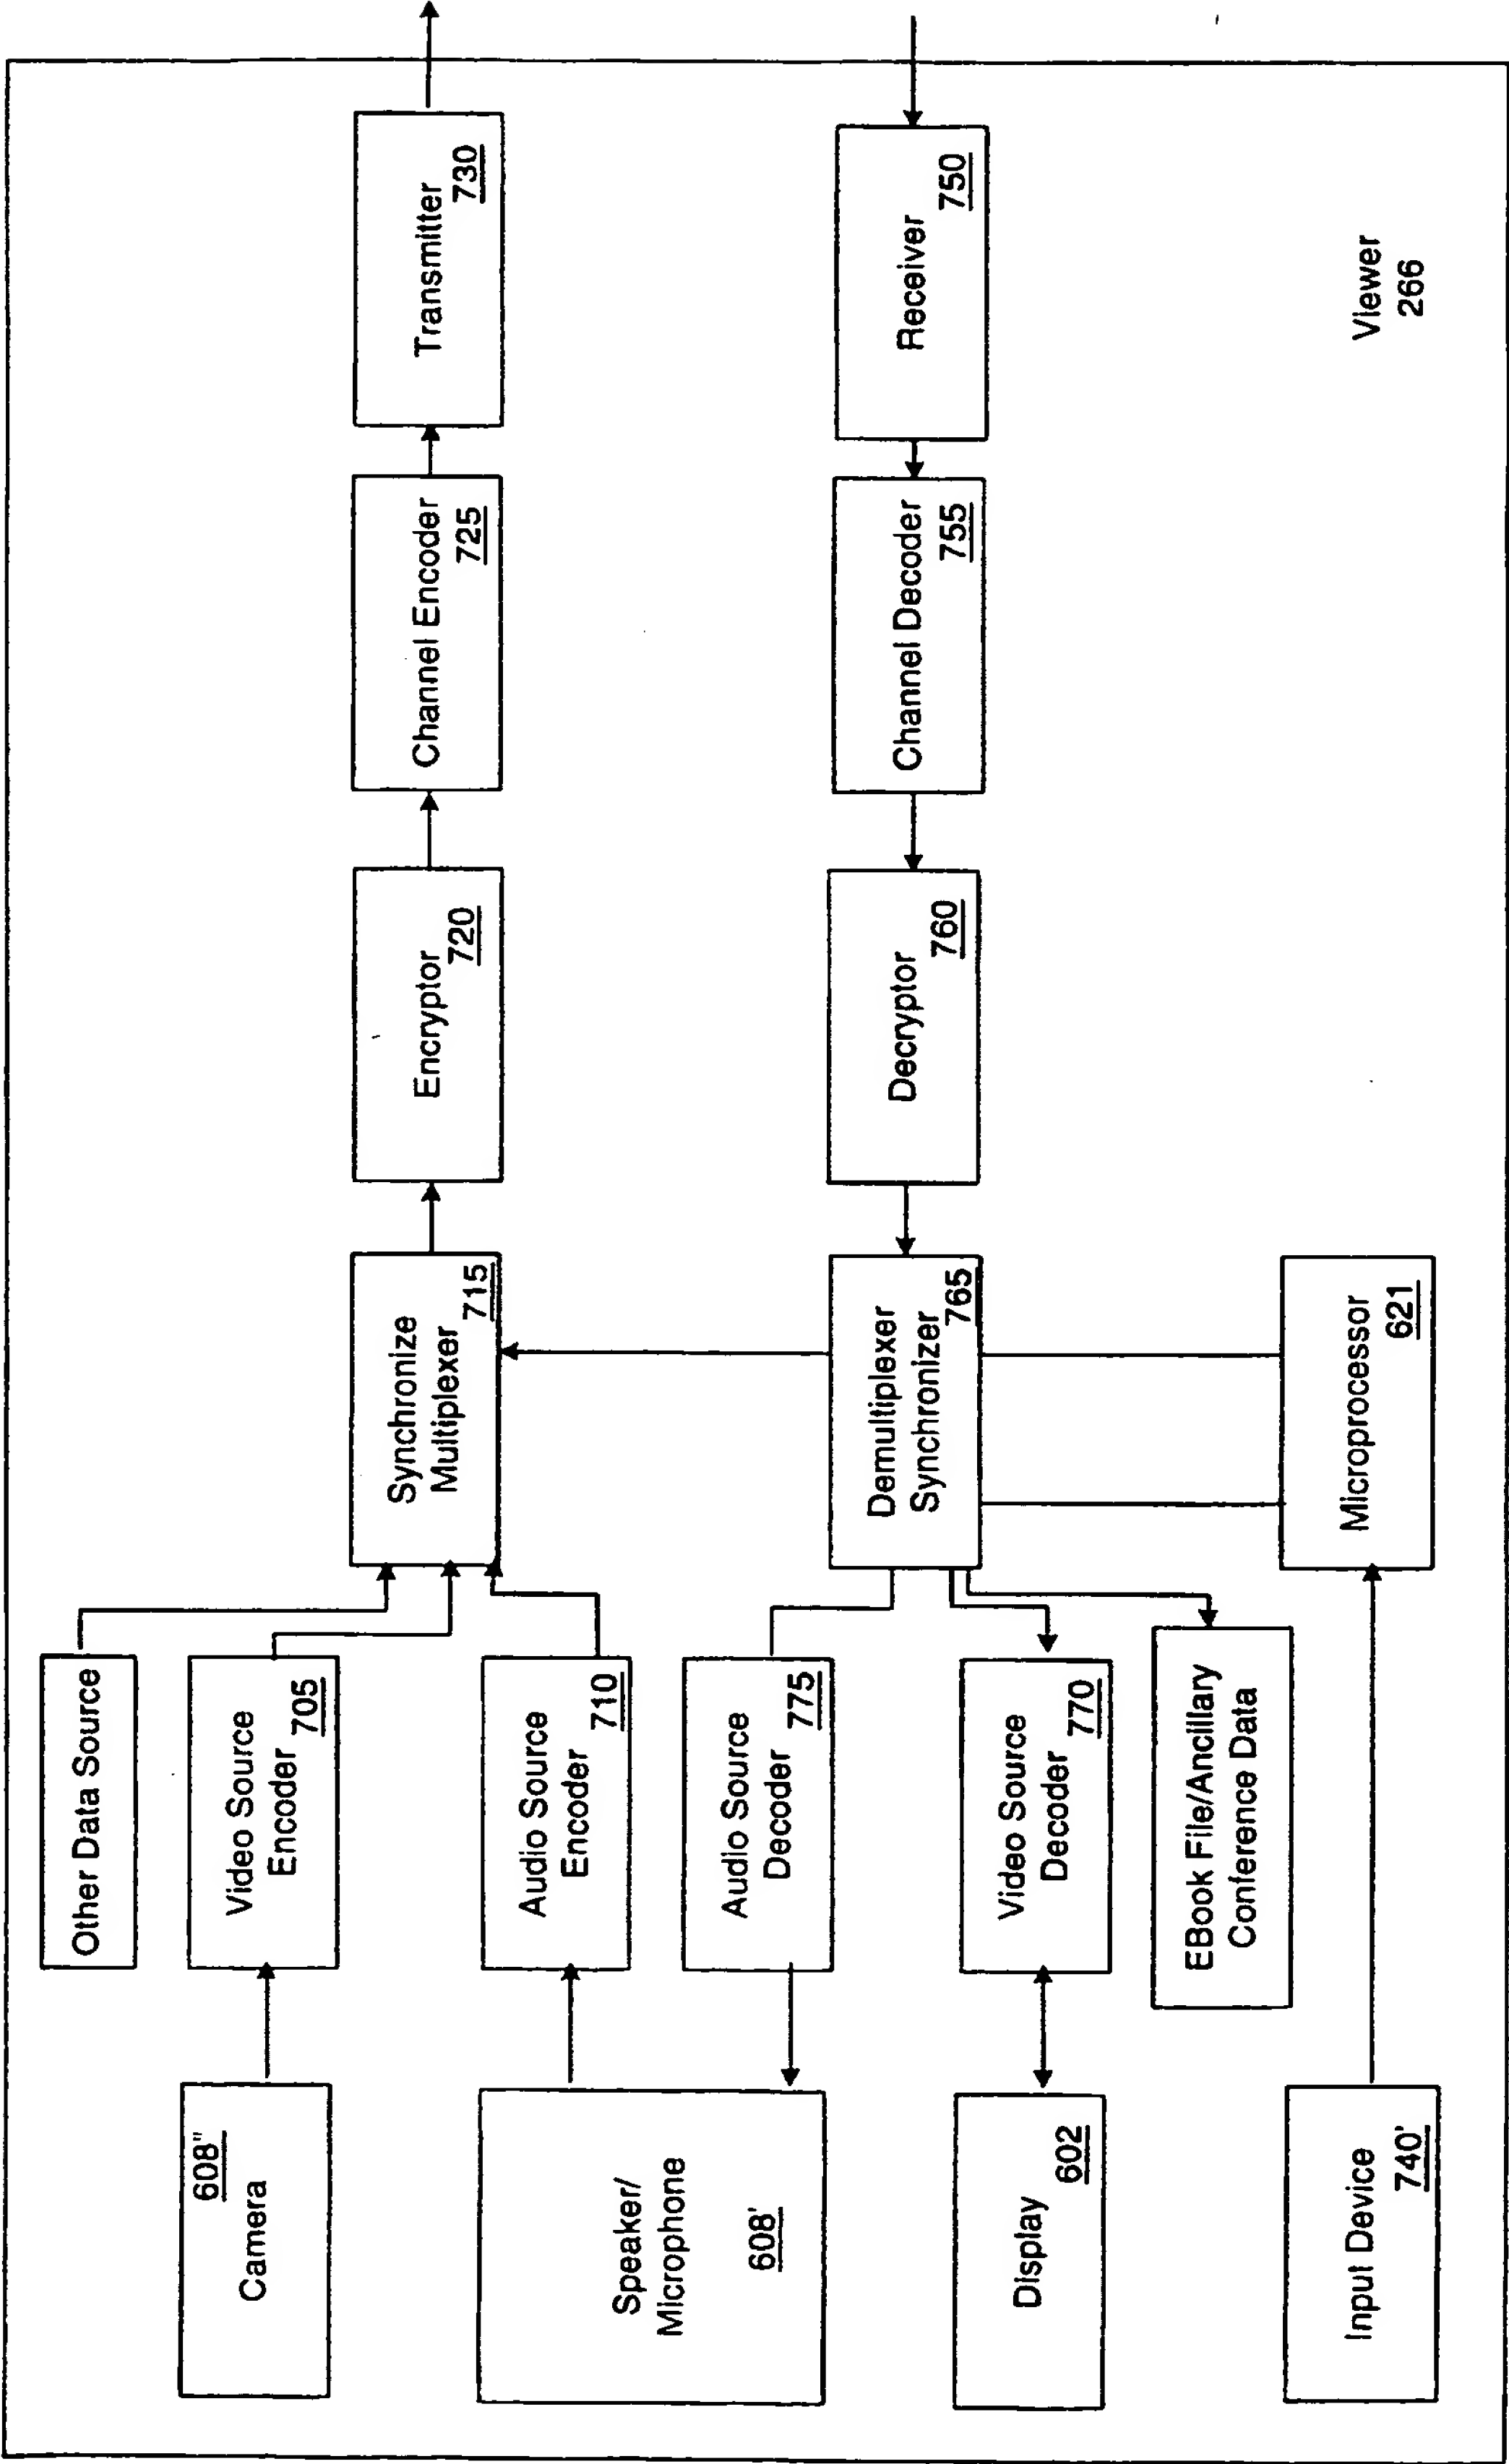 Other Data Source
Camera
608"
Video Source
Encoder
705
Synchronize
Multiplexer
715
Encryptor
720
Channel Encoder
725
Transmitter
730
Speaker/
Microphone
608'
Audio Source
Encoder
710
Audio Source
Decoder
775
Demultiplexer
Synchronizer
765
Decryptor
760
Channel Decoder
755
Receiver
750
Display
602
Video Source
Decoder
770
EBook File/Ancillary
Conference Data
Input Device
740'
Microprocessor
621
Viewer
266